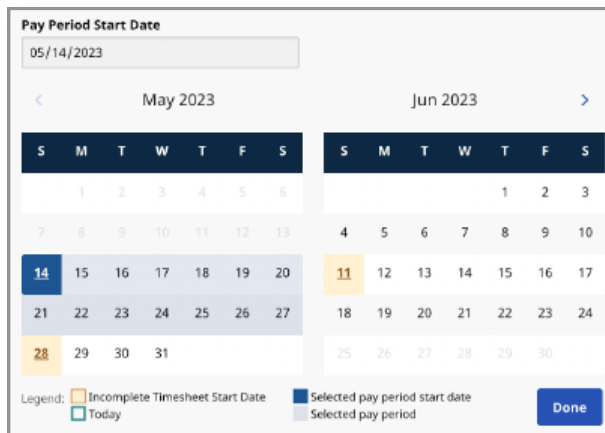 Pay Period Start Date
05/14/2023
< May 2023 Jun 2023 >
S M T W T F S S M T W T F S
1 2 3 4 5 6 1 2 3
7 8 9 10 11 12 13 4 5 6 7 8 9 10
14 15 16 17 18 19 20 11 12 13 14 15 16 17
21 22 23 24 25 26 27 18 19 20 21 22 23 24
28 29 30 31 25 26 27 28 29 30
Legend: Incomplete Timesheet Start Date Selected pay period start date
Today Selected pay period
Done